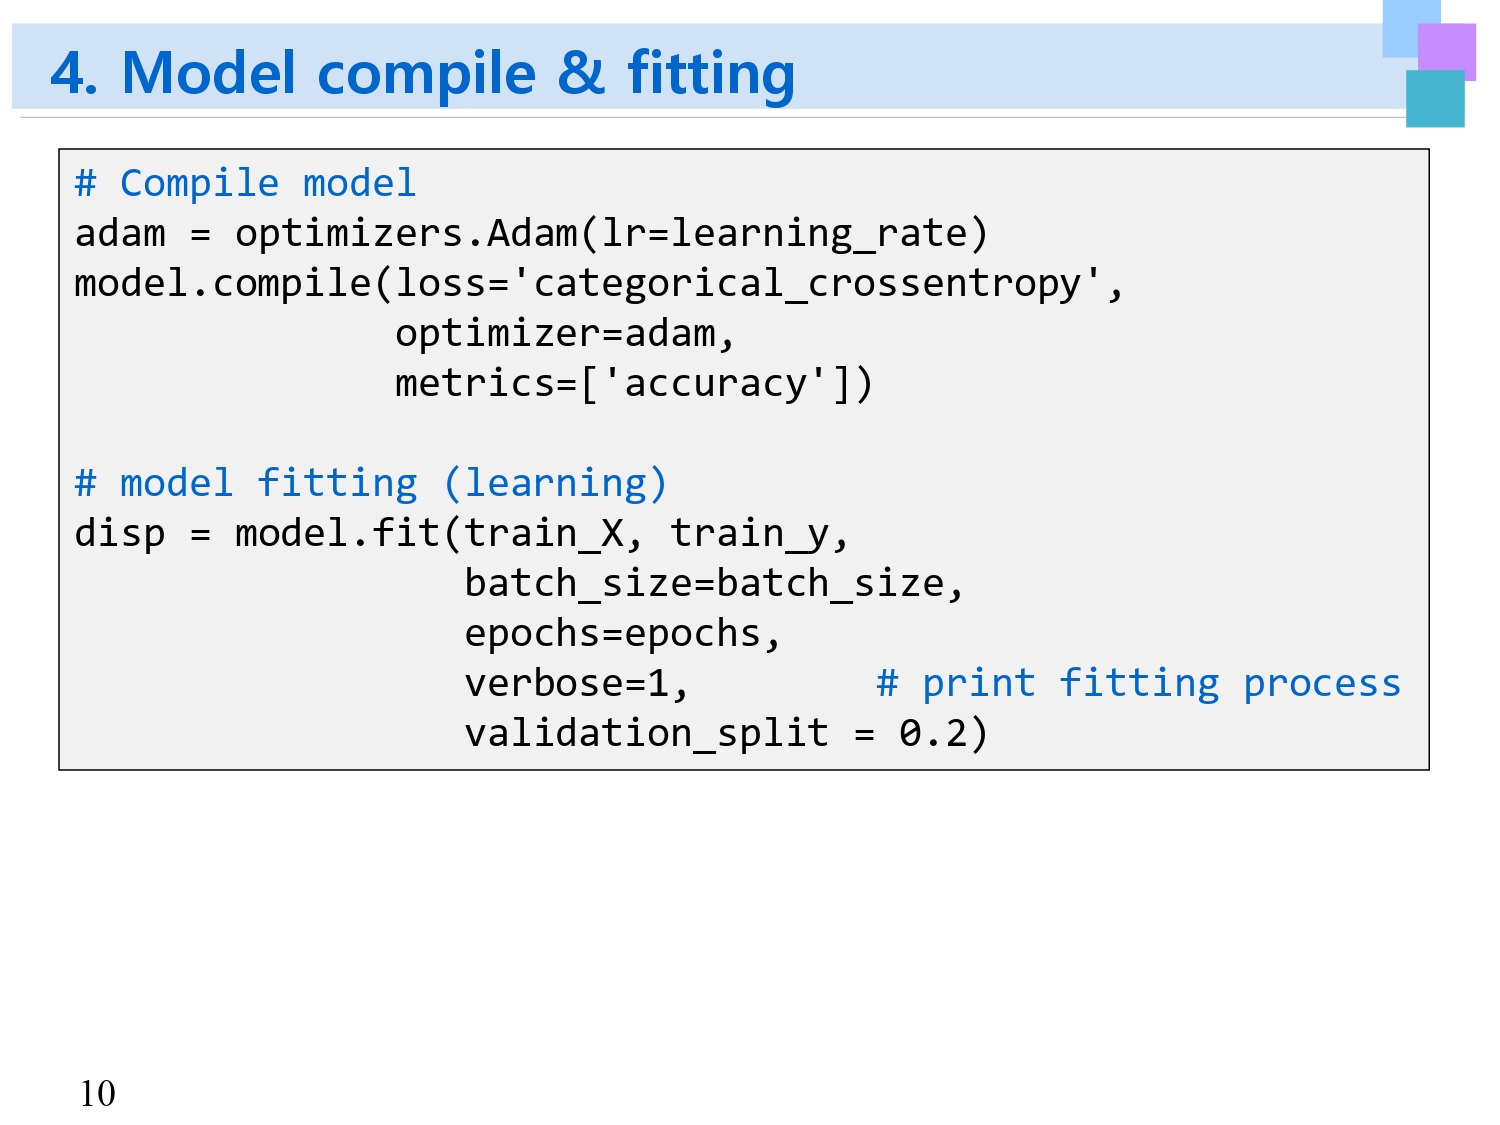 4. Model compile & fitting
# Compile model
adam = optimizers.Adam(lr=learning_rate)
model.compile(loss='categorical_crossentropy',
              optimizer=adam,
              metrics=['accuracy'])
# model fitting (learning)
disp = model.fit(train_X, train_y,
                 batch_size=batch_size,
                 epochs=epochs,
                 verbose=1,        # print fitting process
                 validation_split = 0.2)
10